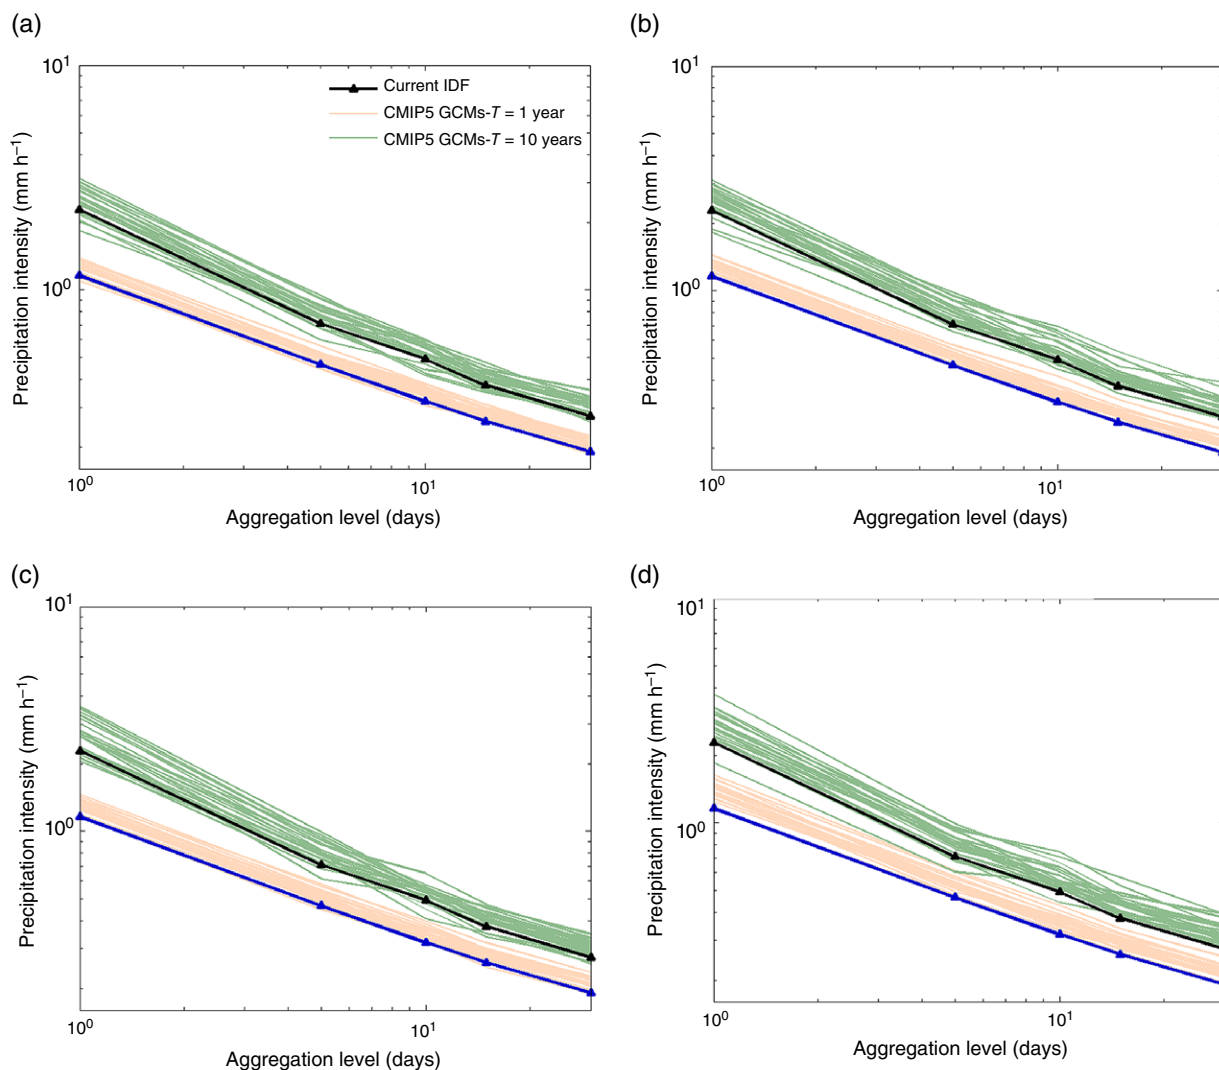 (a)
10¹
Current IDF
CMIP5 GCMs-T = 1 year
CMIP5 GCMs-T = 10 years
Precipitation intensity (mm h⁻¹)
10⁰
10⁰
10¹
Aggregation level (days)
(b)
10¹
Precipitation intensity (mm h⁻¹)
10⁰
10⁰
10¹
Aggregation level (days)
(c)
10¹
Precipitation intensity (mm h⁻¹)
10⁰
10⁰
10¹
Aggregation level (days)
(d)
10¹
Precipitation intensity (mm h⁻¹)
10⁰
10⁰
10¹
Aggregation level (days)